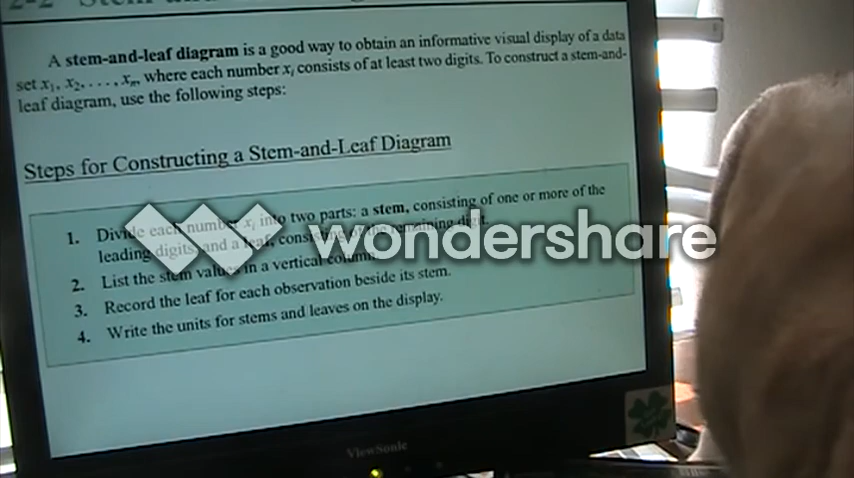 A stem-and-leaf diagram is a good way to obtain an informative visual display of a data
set x₁, x₂, . . . , xₙ, where each number xᵢ consists of at least two digits. To construct a stem-and-
leaf diagram, use the following steps:
Steps for Constructing a Stem-and-Leaf Diagram
1. Divide each number xᵢ into two parts: a stem, consisting of one or more of the
leading digits, and a leaf, consisting of the remaining digit.
2. List the stem values in a vertical column.
3. Record the leaf for each observation beside its stem.
4. Write the units for stems and leaves on the display.
wondershare
ViewSonic